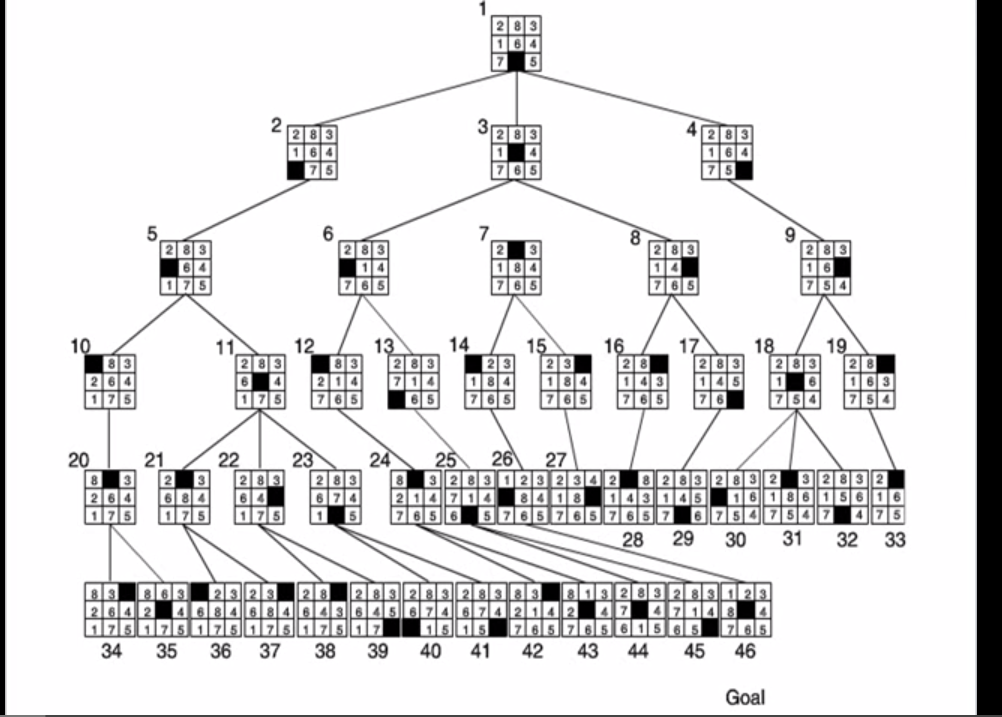 1
2 8 3
1 6 4
7 5
2 3 4
2 8 3 2 8 3 2 8 3
1 6 4 1 4 1 6 4
7 5 7 6 5 7 5
5 6 7 8 9
2 8 3 2 8 3 2 3 2 8 3 2 8 3
6 4 1 4 1 8 4 1 4 1 6
1 7 5 7 6 5 7 6 5 7 6 5 7 5 4
10 11 12 13 14 15 16 17 18 19
8 3 2 8 3 8 3 2 8 3 2 3 2 3 2 8 2 8 3 2 8 3 2 8
2 6 4 6 4 2 1 4 7 1 4 1 8 4 1 8 4 1 4 3 1 4 5 1 6 1 6 3
1 7 5 1 7 5 7 6 5 6 5 7 6 5 7 6 5 7 6 5 7 6 7 5 4 7 5 4
20 21 22 23 24 25 26 27
8 3 2 3 2 8 3 2 8 3 8 3 2 8 3 1 2 3 2 3 4 2 8 2 8 3 2 8 3 2 3 2 8 3 2
2 6 4 6 8 4 6 4 6 7 4 2 1 4 7 1 4 8 4 1 8 1 4 3 1 4 5 1 6 1 8 6 1 5 6 1 6
1 7 5 1 7 5 1 7 5 1 5 7 6 5 6 5 7 6 5 7 6 5 7 6 5 7 6 7 5 4 7 5 4 7 4 7 5
28 29 30 31 32 33
8 3 8 6 3 2 3 2 3 2 8 2 8 3 2 8 3 2 8 3 8 3 8 1 3 2 8 3 2 8 3 1 2 3
2 6 4 2 4 6 8 4 6 8 4 6 4 3 6 4 5 6 7 4 6 7 4 2 1 4 2 4 7 4 7 1 4 8 4
1 7 5 1 7 5 1 7 5 1 7 5 1 7 5 1 7 1 5 1 5 7 6 5 7 6 5 6 1 5 6 5 7 6 5
34 35 36 37 38 39 40 41 42 43 44 45 46
Goal